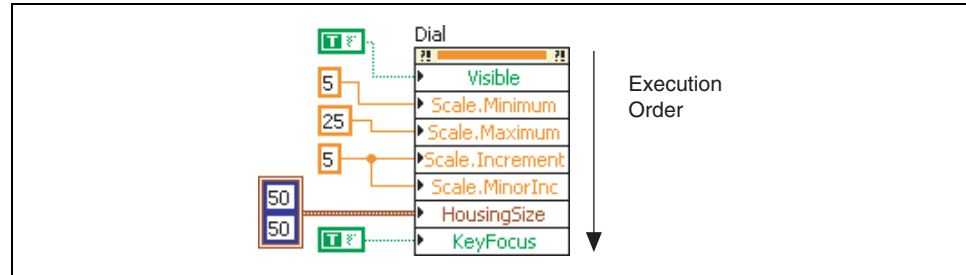 Dial
T
?! ?!
Visible
5
Scale.Minimum
25
Scale.Maximum
5
Scale.Increment
Scale.MinorInc
50
50
HousingSize
T
KeyFocus
Execution
Order